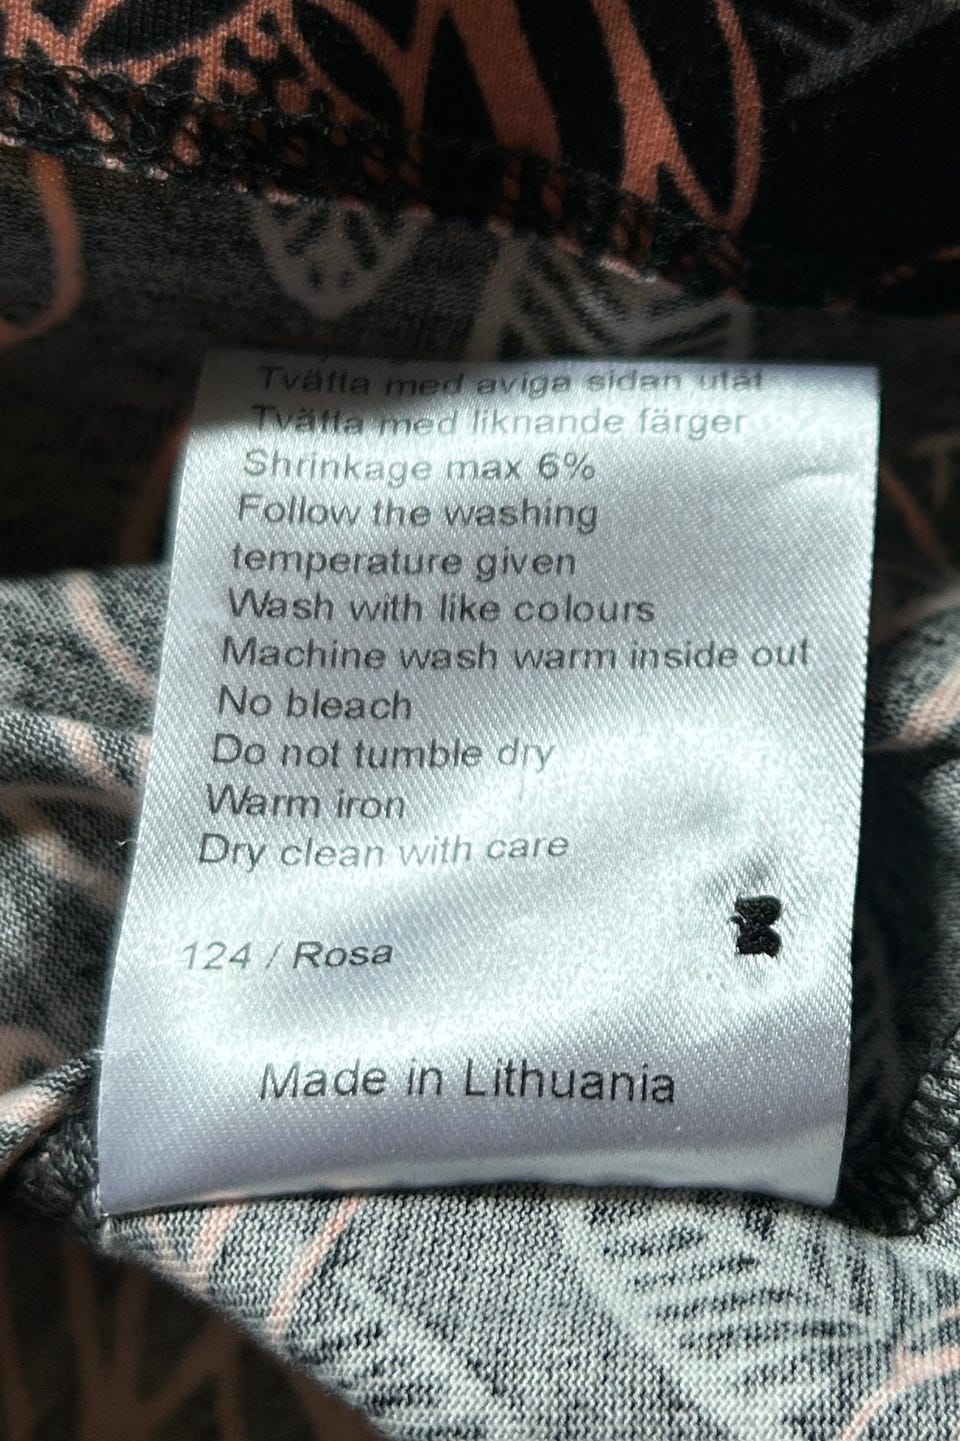 Tvätta med aviga sidan utåt
Tvätta med liknande färger
Shrinkage max 6%
Follow the washing
temperature given
Wash with like colours
Machine wash warm inside out
No bleach
Do not tumble dry
Warm iron
Dry clean with care
124 / Rosa
Made in Lithuania